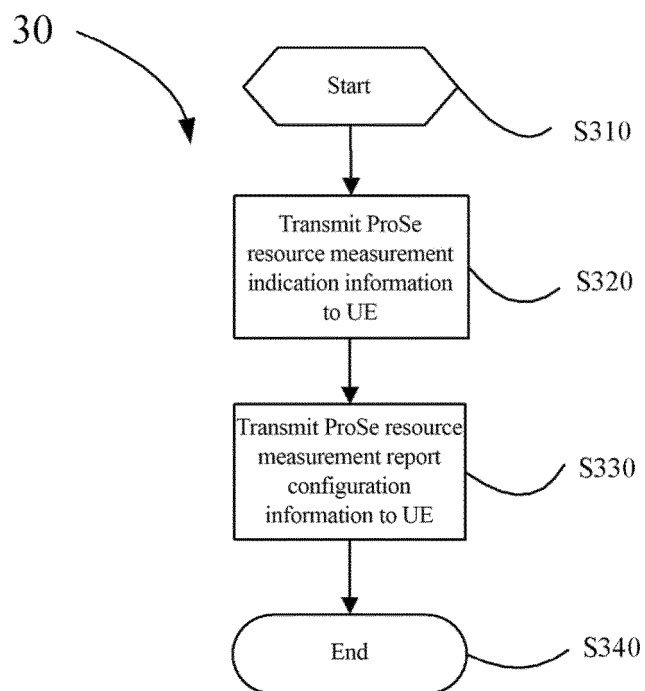 30
Start
S310
Transmit ProSe
resource measurement
indication information
to UE
S320
Transmit ProSe resource
measurement report
configuration
information to UE
S330
End
S340